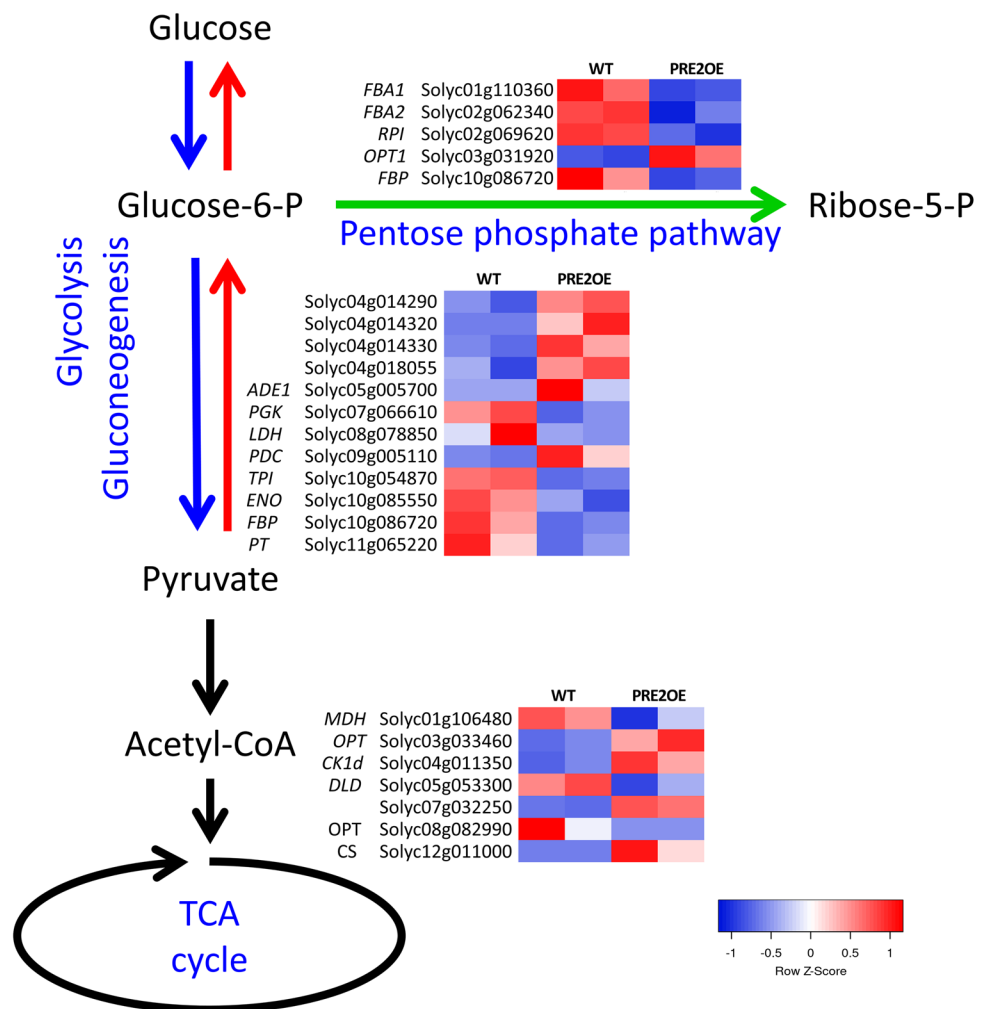 Glucose
WT PRE2OE
FBA1 Solyc01g110360
FBA2 Solyc02g062340
RPI Solyc02g069620
OPT1 Solyc03g031920
FBP Solyc10g086720
Glucose-6-P
Ribose-5-P
Pentose phosphate pathway
Glycolysis
Gluconeogenesis
WT PRE2OE
Solyc04g014290
Solyc04g014320
Solyc04g014330
Solyc04g018055
ADE1 Solyc05g005700
PGK Solyc07g066610
LDH Solyc08g078850
PDC Solyc09g005110
TPI Solyc10g054870
ENO Solyc10g085550
FBP Solyc10g086720
PT Solyc11g065220
Pyruvate
WT PRE2OE
MDH Solyc01g106480
OPT Solyc03g033460
CK1d Solyc04g011350
DLD Solyc05g053300
Solyc07g032250
OPT Solyc08g082990
CS Solyc12g011000
Acetyl-CoA
TCA
cycle
-1 -0.5 0 0.5 1
Row Z-Score